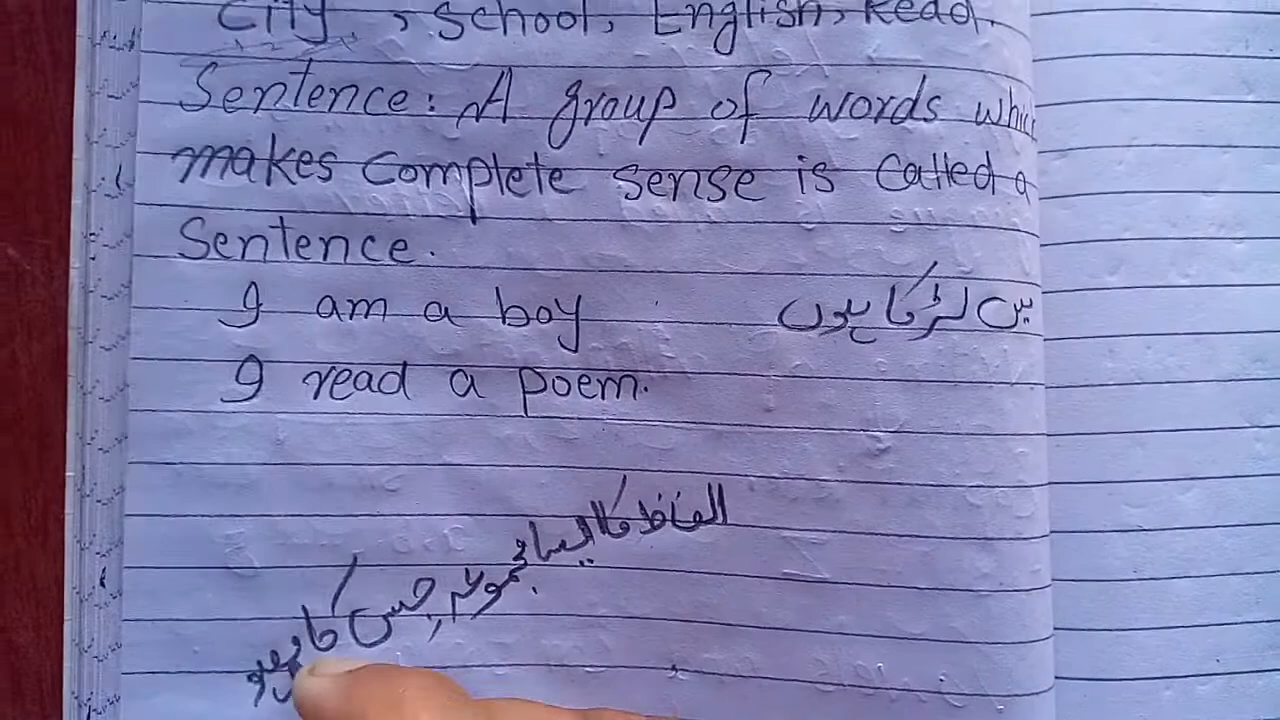 City, School, English, Read.
Sentence: A group of words which
makes complete sense is called a
Sentence.
I am a boy میں لڑکا ہوں
I read a poem.
الفاظ کا ایسا مجموعہ جس کا